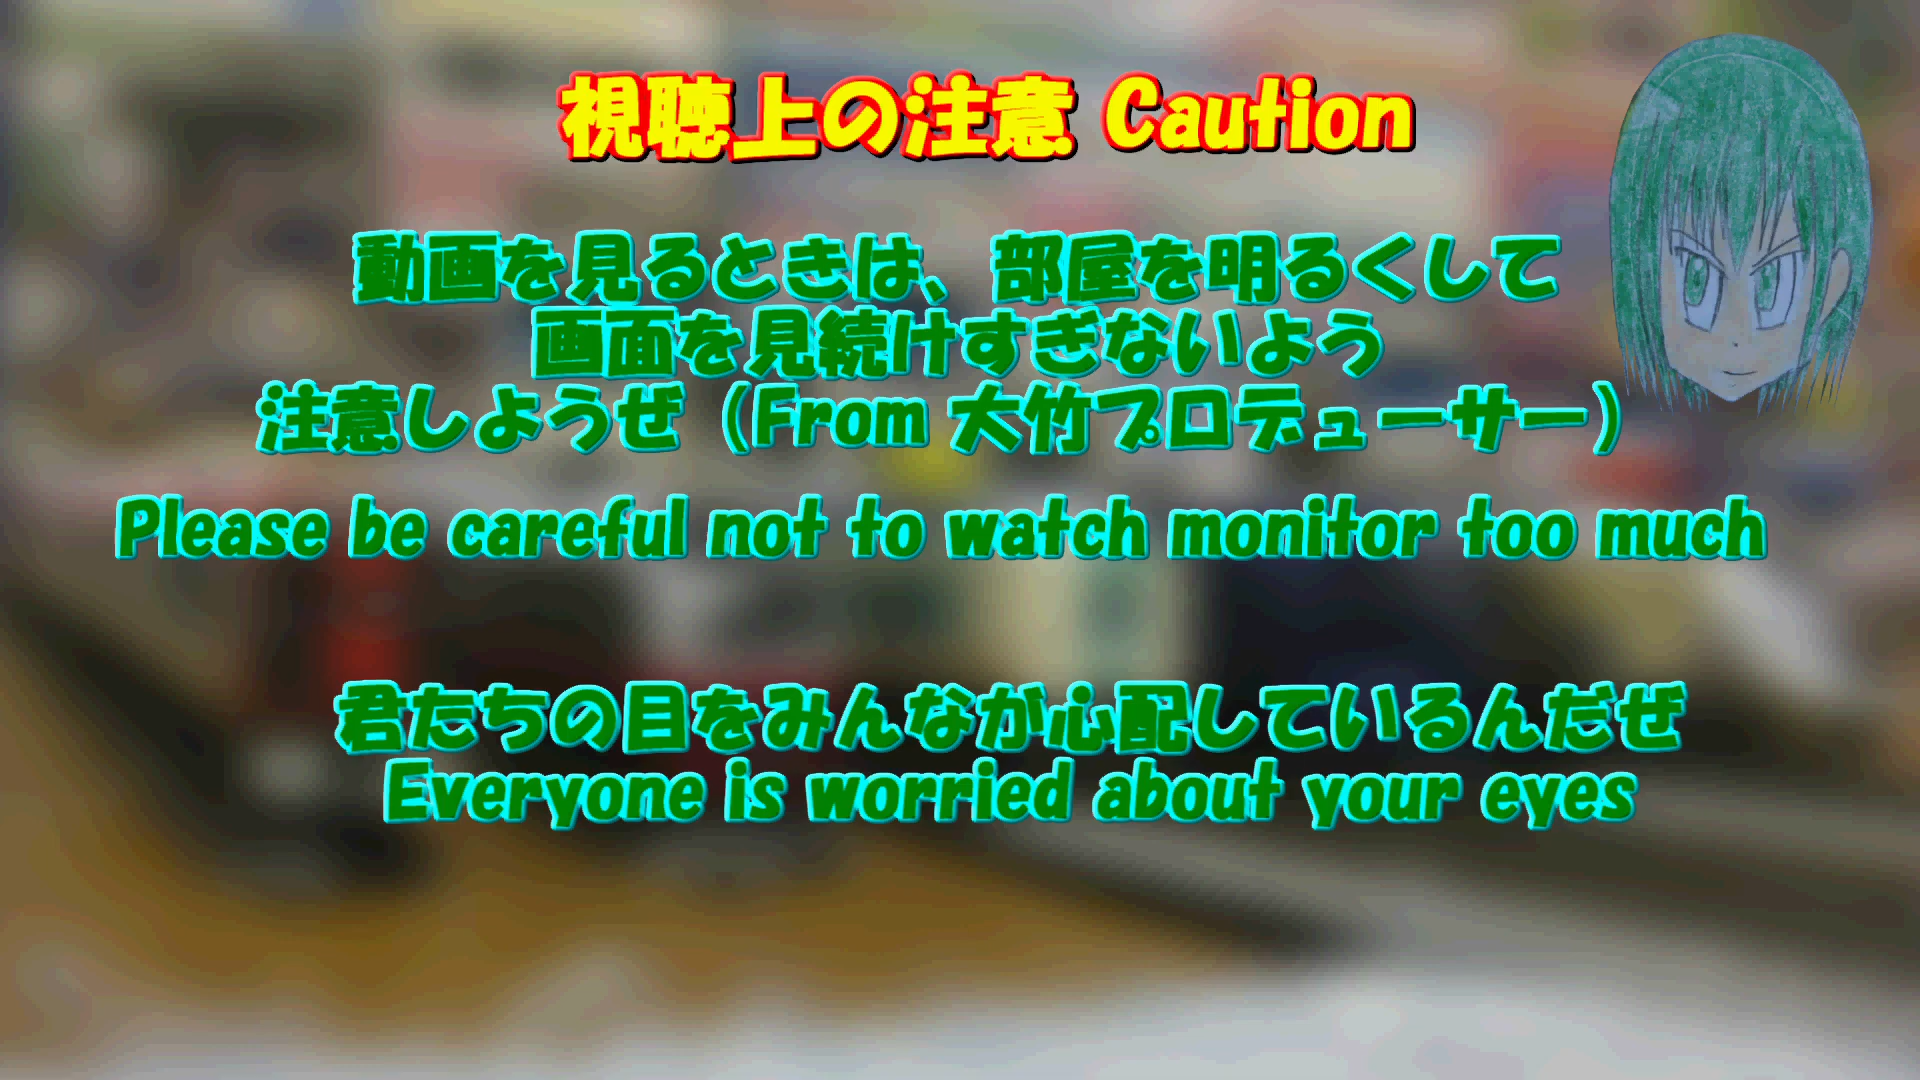 視聴上の注意 Caution
動画を見るときは、部屋を明るくして
画面を見続けすぎないよう
注意しようぜ（From 大竹プロデューサー）
Please be careful not to watch monitor too much
君たちの目をみんなが心配しているんだぜ
Everyone is worried about your eyes